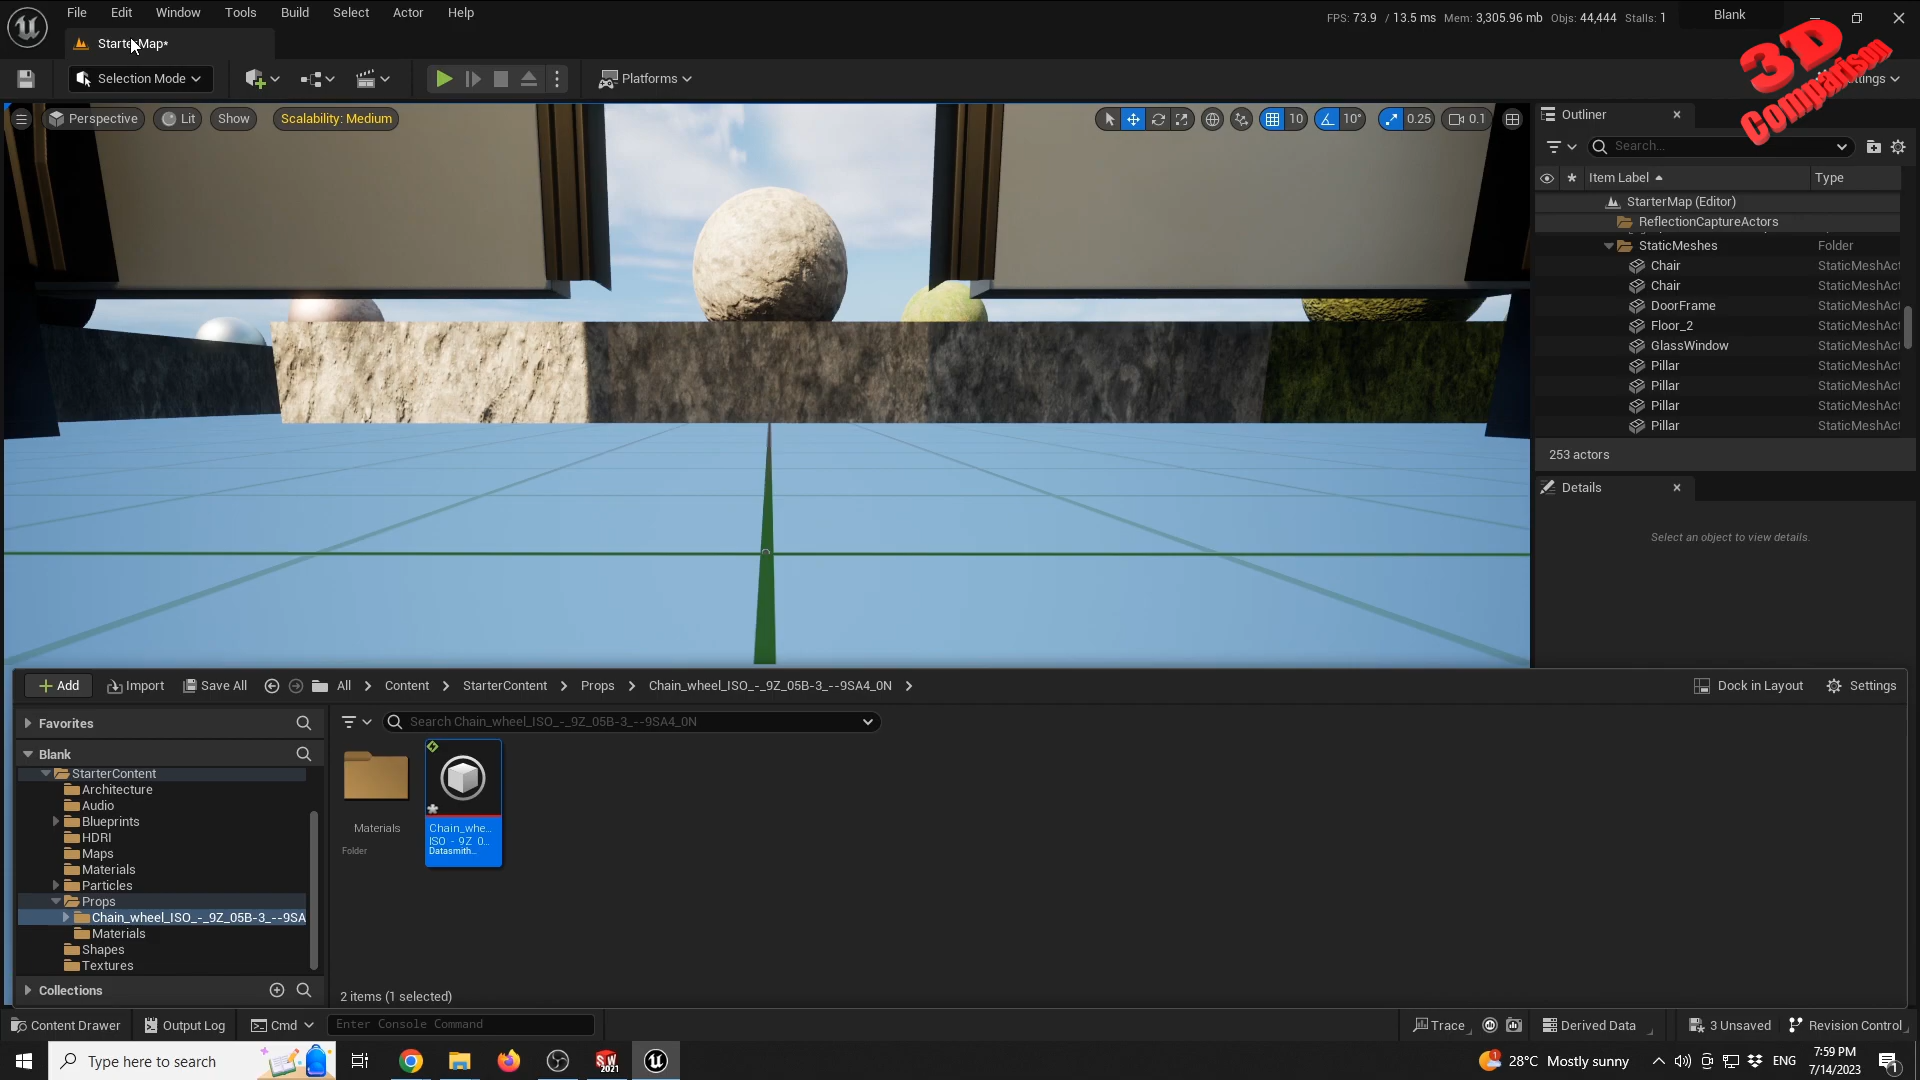 File Edit Window Tools Build Select Actor Help
FPS: 73.9 / 13.5 ms Mem: 3,305.96 mb Objs: 44,444 Stalls: 1 Blank
StarterMap*
3D
Comparison
Selection Mode
Platforms
Perspective Lit Show Scalability: Medium
10 10° 0.25 0.1
Outliner
Search...
Item Label Type
StarterMap (Editor)
ReflectionCaptureActors
StaticMeshes Folder
Chair StaticMeshAct
Chair StaticMeshAct
DoorFrame StaticMeshAct
Floor_2 StaticMeshAct
GlassWindow StaticMeshAct
Pillar StaticMeshAct
Pillar StaticMeshAct
Pillar StaticMeshAct
Pillar StaticMeshAct
253 actors
Details
Select an object to view details.
Add Import Save All All Content StarterContent Props Chain_wheel_ISO_-_9Z_05B-3_--9SA4_0N
Dock in Layout Settings
Favorites
Search Chain_wheel_ISO_-_9Z_05B-3_--9SA4_0N
Blank
StarterContent
Architecture
Audio
Blueprints
HDRI
Maps
Materials
Particles
Props
Chain_wheel_ISO_-_9Z_05B-3_--9SA
Materials
Shapes
Textures
Collections
Materials
Folder
Chain_whe...
ISO_-_9Z_0...
Datasmith...
2 items (1 selected)
Content Drawer Output Log Cmd Enter Console Command
Trace Derived Data 3 Unsaved Revision Control
Type here to search
SW
2021
28°C Mostly sunny
ENG
7:59 PM
7/14/2023
1